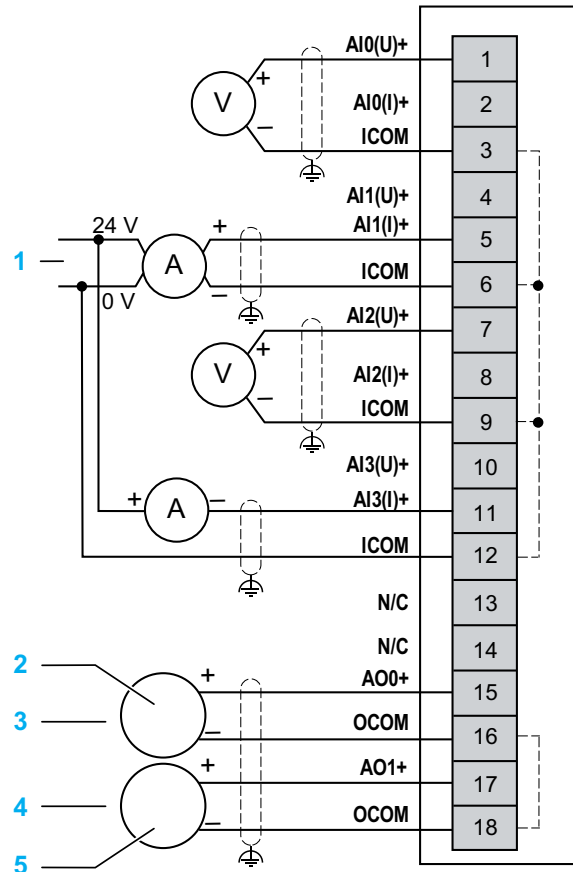 AI0(U)+ 1
+
V
AI0(I)+ 2
−
ICOM 3
AI1(U)+ 4
24 V + AI1(I)+ 5
1
A
ICOM 6
0 V −
AI2(U)+ 7
+
V
AI2(I)+ 8
−
ICOM 9
AI3(U)+ 10
+ A − AI3(I)+ 11
ICOM 12
N/C 13
N/C 14
2
+ AO0+ 15
3
− OCOM 16
+ AO1+ 17
4
− OCOM 18
5